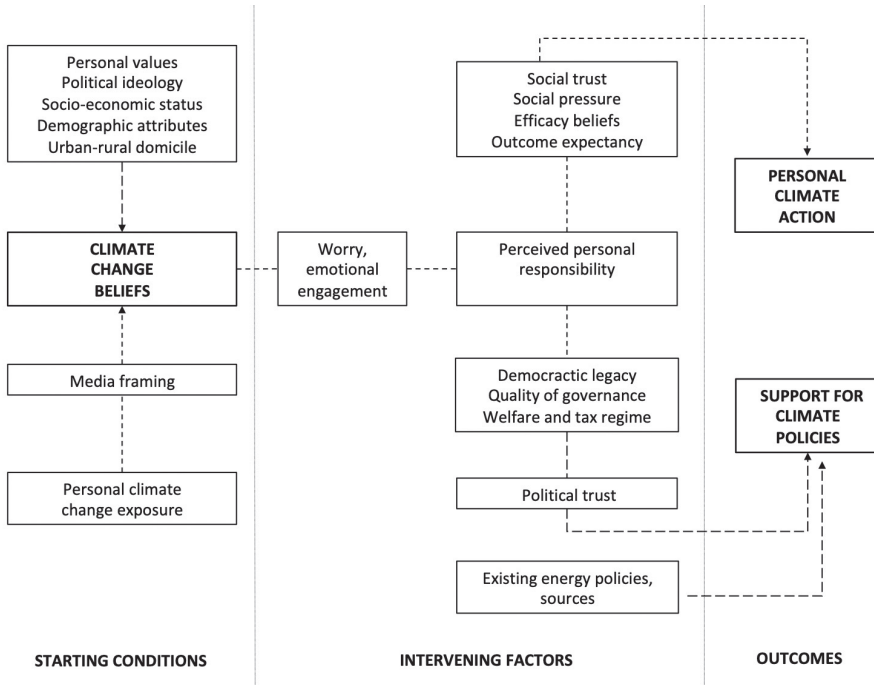 Personal values
Political ideology
Socio-economic status
Demographic attributes
Urban-rural domicile
CLIMATE
CHANGE
BELIEFS
Media framing
Personal climate
change exposure
STARTING CONDITIONS
Worry,
emotional
engagement
Social trust
Social pressure
Efficacy beliefs
Outcome expectancy
Perceived personal
responsibility
Democractic legacy
Quality of governance
Welfare and tax regime
Political trust
Existing energy policies,
sources
INTERVENING FACTORS
PERSONAL
CLIMATE
ACTION
SUPPORT FOR
CLIMATE
POLICIES
OUTCOMES